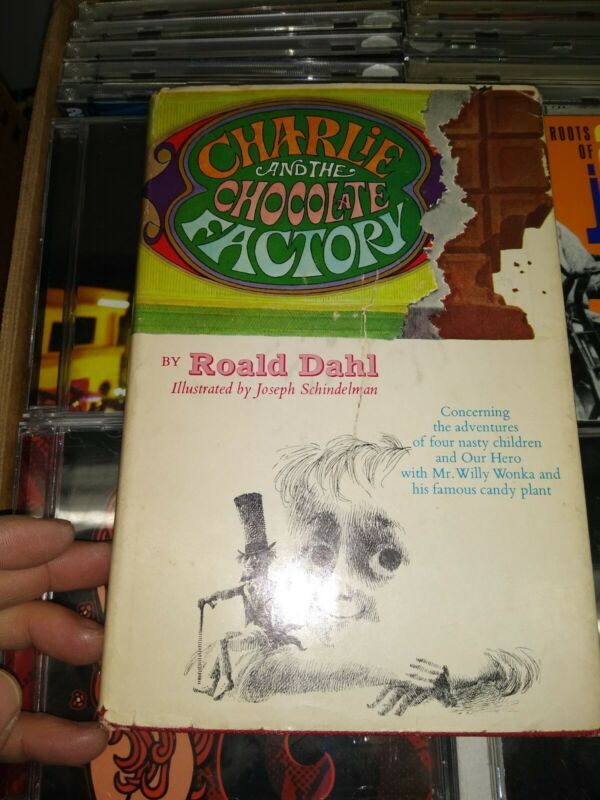 CHARLIE
AND THE
CHOCOLATE
FACTORY
BY Roald Dahl
Illustrated by Joseph Schindelman
Concerning
the adventures
of four nasty children
and Our Hero
with Mr. Willy Wonka and
his famous candy plant
ROOTS
OF